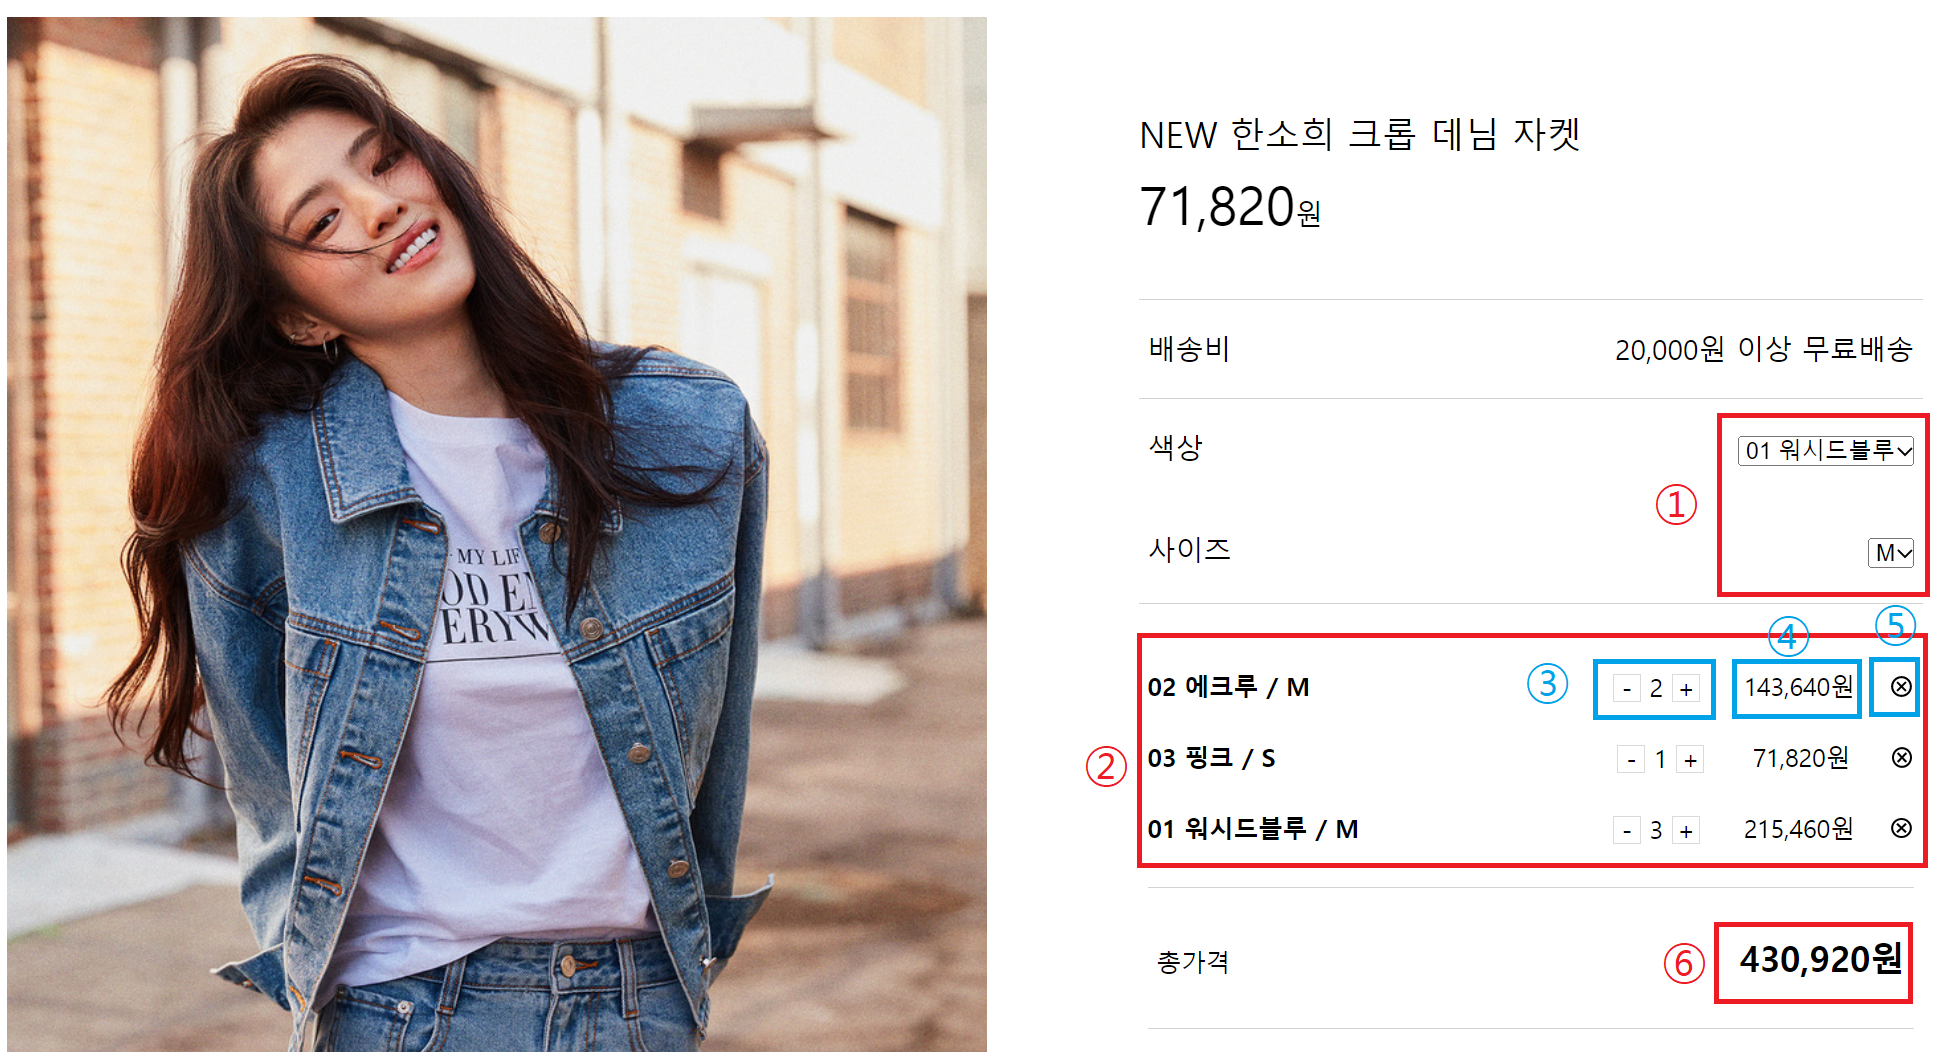 NEW 한소희 크롭 데님 자켓
71,820원
배송비 20,000원 이상 무료배송
색상 01 워시드블루
①
사이즈 M
④ ⑤
02 에크루 / M ③ - 2 + 143,640원 ⊗
② 03 핑크 / S - 1 + 71,820원 ⊗
01 워시드블루 / M - 3 + 215,460원 ⊗
총가격 ⑥ 430,920원
MY LIF
OD EN
ERYW